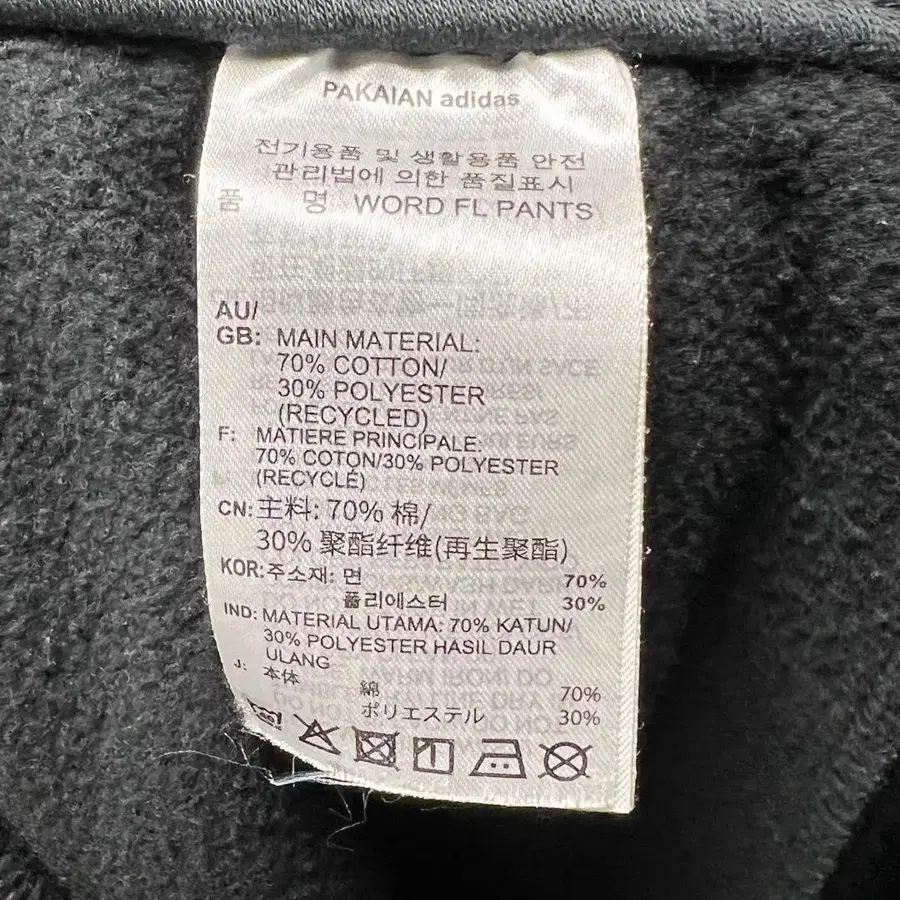 PAKAIAN adidas
전기용품 및 생활용품 안전
관리법에 의한 품질표시
품 명 WORD FL PANTS
AU/
GB: MAIN MATERIAL:
70% COTTON/
30% POLYESTER
(RECYCLED)
F: MATIERE PRINCIPALE:
70% COTON/30% POLYESTER
(RECYCLÉ)
CN: 主料: 70% 棉/
30% 聚酯纤维(再生聚酯)
KOR: 주소재: 면 70%
폴리에스터 30%
IND: MATERIAL UTAMA: 70% KATUN/
30% POLYESTER HASIL DAUR
ULANG
J: 本体
綿 70%
ポリエステル 30%